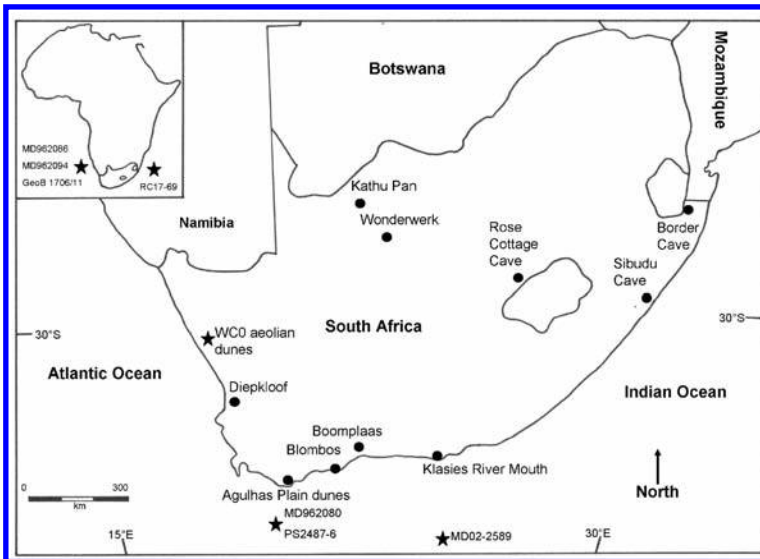 MD962086
MD962094
GeoB 1706/11
RC17-69
Botswana
Mozambique
Namibia
Kathu Pan
Wonderwerk
Rose
Cottage
Cave
Border
Cave
Sibudu
Cave
30°S
30°S
WC0 aeolian
dunes
South Africa
Atlantic Ocean
Indian Ocean
Diepkloof
Boomplaas
Blombos
Klasies River Mouth
Agulhas Plain dunes
North
0
300
km
MD962080
PS2487-6
MD02-2589
15°E
30°E